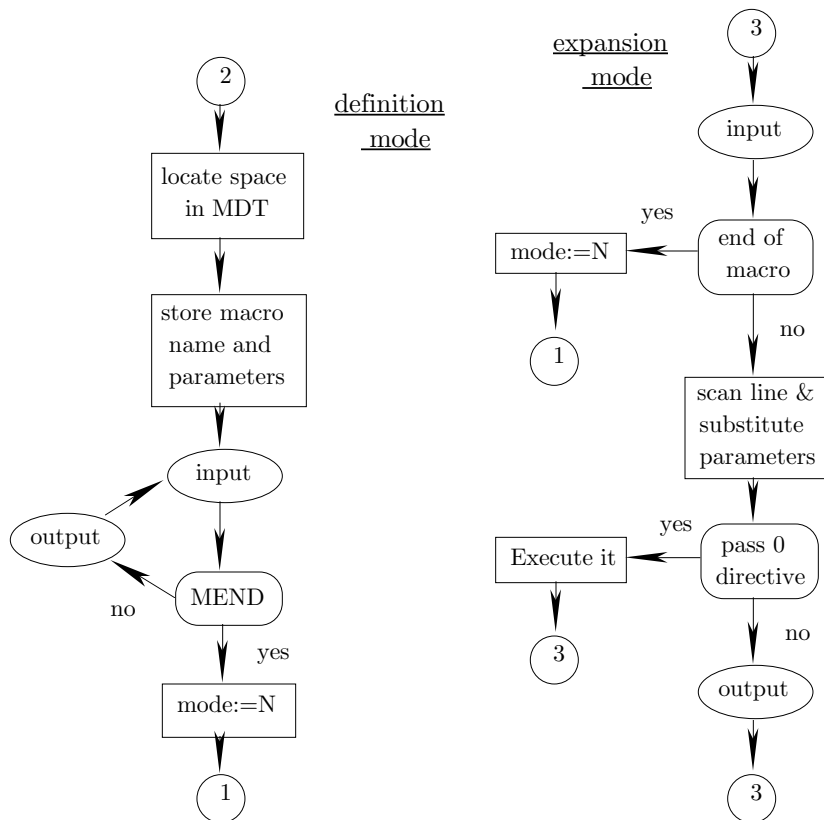 2
definition
mode
locate space
in MDT
store macro
name and
parameters
input
output
MEND
no
yes
mode:=N
1
3
expansion
mode
input
yes
end of
macro
mode:=N
1
no
scan line &
substitute
parameters
yes
pass 0
directive
Execute it
3
no
output
3